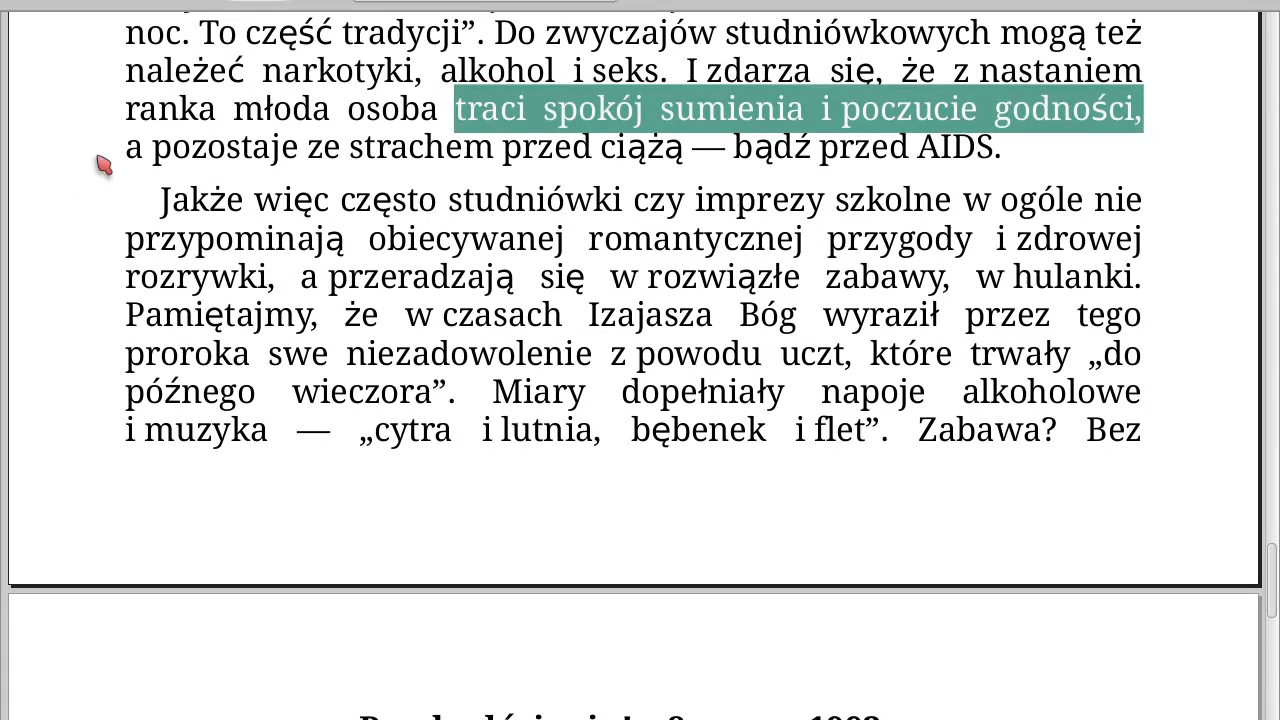 noc. To część tradycji”. Do zwyczajów studniówkowych mogą też
należeć narkotyki, alkohol i seks. I zdarza się, że z nastaniem
ranka młoda osoba traci spokój sumienia i poczucie godności,
a pozostaje ze strachem przed ciążą — bądź przed AIDS.
Jakże więc często studniówki czy imprezy szkolne w ogóle nie
przypominają obiecywanej romantycznej przygody i zdrowej
rozrywki, a przeradzają się w rozwiązłe zabawy, w hulanki.
Pamiętajmy, że w czasach Izajasza Bóg wyraził przez tego
proroka swe niezadowolenie z powodu uczt, które trwały „do
późnego wieczora”. Miary dopełniały napoje alkoholowe
i muzyka — „cytra i lutnia, bębenek i flet”. Zabawa? Bez